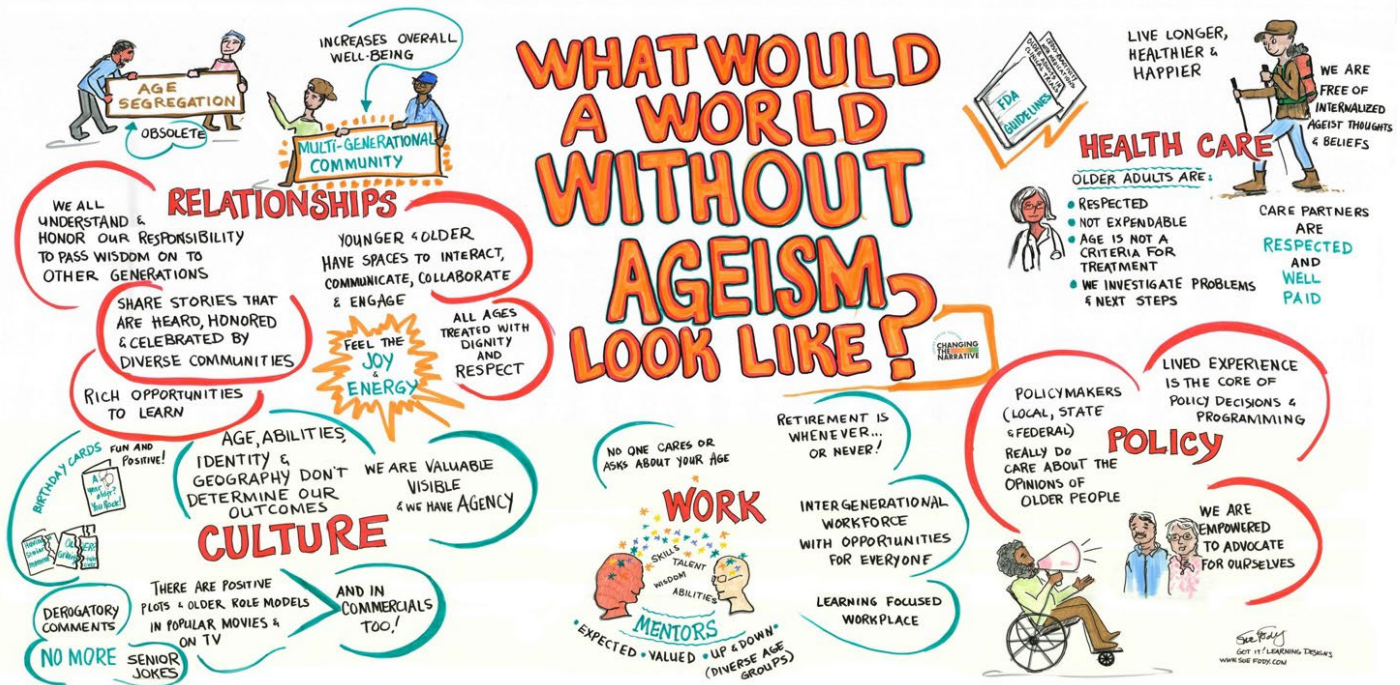 WHAT WOULD
A WORLD
WITHOUT
AGEISM
LOOK LIKE?
CHANGING
THE
NARRATIVE
AGE
SEGREGATION
OBSOLETE
INCREASES OVERALL
WELL-BEING
MULTi-GENERATIONAL
COMMUNITY
RELATIONSHIPS
WE ALL
UNDERSTAND &
HONOR OUR RESPONSIBILITY
TO PASS WISDOM ON TO
OTHER GENERATIONS
YOUNGER & OLDER
HAVE SPACES TO INTERACT,
COMMUNICATE, COLLABORATE
& ENGAGE
SHARE STORIES THAT
ARE HEARD, HONORED
& CELEBRATED BY
DIVERSE COMMUNITIES
FEEL THE
JOY
&
ENERGY
ALL AGES
TREATED WITH
DIGNITY
AND
RESPECT
RICH OPPORTUNITIES
TO LEARN
CULTURE
BIRTHDAY CARDS
FUN AND
POSITIVE!
A
year
older?
You Rock!
AGE, ABILITIES,
IDENTITY &
GEOGRAPHY DON'T
DETERMINE OUR
OUTCOMES
WE ARE VALUABLE
VISIBLE
& WE HAVE AGENCY
THERE ARE POSITIVE
PLOTS & OLDER ROLE MODELS
IN POPULAR MOVIES &
ON TV
AND IN
COMMERCIALS
TOO!
DEROGATORY
COMMENTS
NO MORE
SENIOR
JOKES
WORK
NO ONE CARES OR
ASKS ABOUT YOUR AGE
RETIREMENT IS
WHENEVER...
OR NEVER!
INTERGENERATIONAL
WORKFORCE
WITH OPPORTUNITIES
FOR EVERYONE
LEARNING FOCUSED
WORKPLACE
SKILLS
TALENT
WISDOM
ABILITIES
MENTORS
• EXPECTED • VALUED • UP & DOWN •
(DIVERSE AGE
GROUPS)
FDA
GUIDELINES
LIVE LONGER,
HEALTHIER &
HAPPIER
WE ARE
FREE OF
INTERNALIZED
AGEIST THOUGHTS
& BELIEFS
HEALTH CARE
OLDER ADULTS ARE:
• RESPECTED
• NOT EXPENDABLE
• AGE IS NOT A
CRITERIA FOR
TREATMENT
• WE INVESTIGATE PROBLEMS
& NEXT STEPS
CARE PARTNERS
ARE
RESPECTED
AND
WELL
PAID
POLICY
POLICYMAKERS
(LOCAL, STATE
& FEDERAL)
REALLY DO
CARE ABOUT THE
OPINIONS OF
OLDER PEOPLE
LIVED EXPERIENCE
IS THE CORE OF
POLICY DECISIONS &
PROGRAMMING
WE ARE
EMPOWERED
TO ADVOCATE
FOR OURSELVES
Sue Fody
GOT IT! LEARNING DESIGNS
WWW.SUEFODY.COM